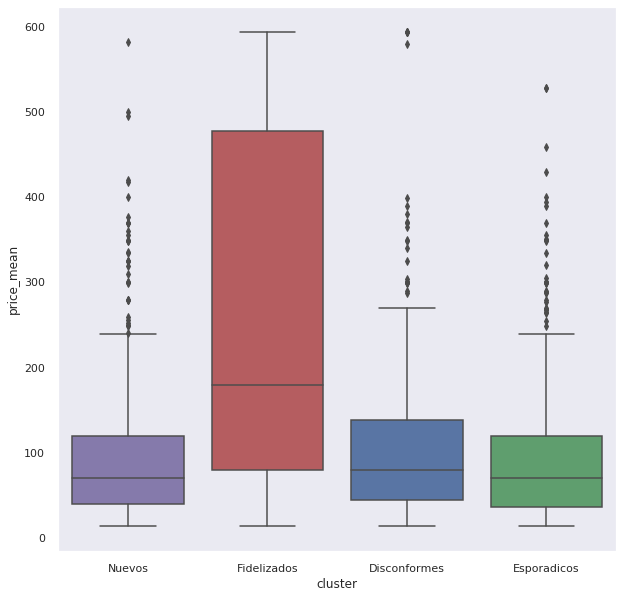 600
500
400
300
200
100
0
price_mean
Nuevos
Fidelizados
Disconformes
Esporadicos
cluster